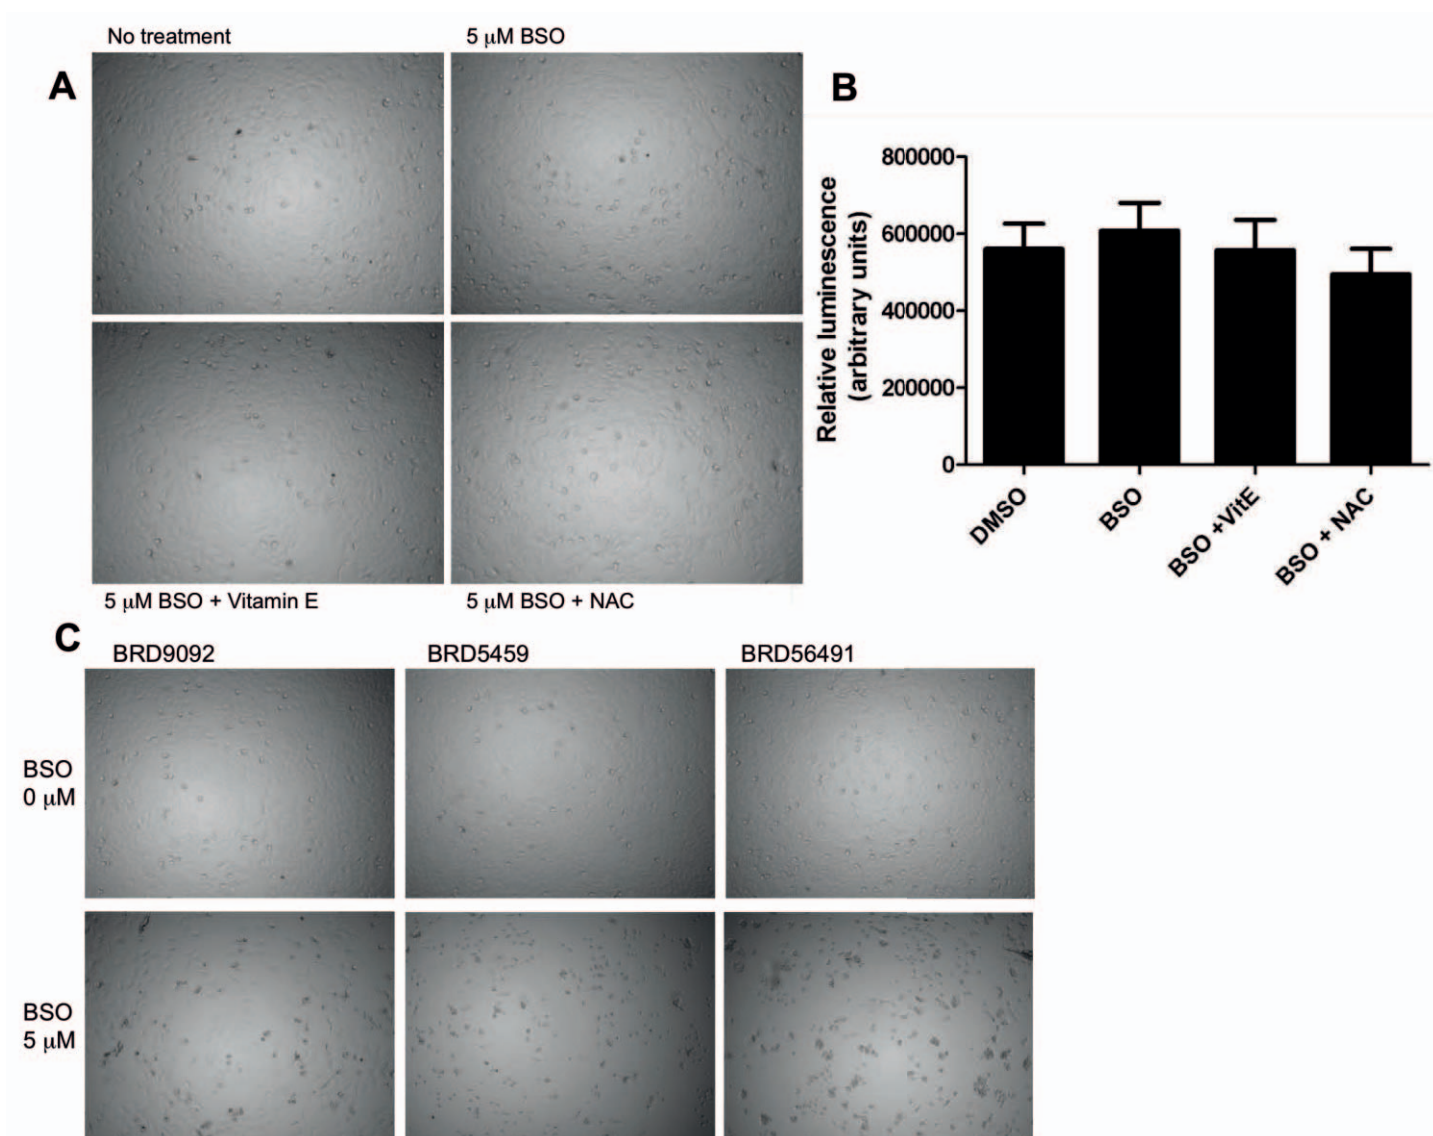 No treatment
5 μM BSO
A
5 μM BSO + Vitamin E
5 μM BSO + NAC
B
Relative luminescence
(arbitrary units)
800000
600000
400000
200000
0
DMSO
BSO
BSO +VitE
BSO + NAC
C
BRD9092
BRD5459
BRD56491
BSO
0 μM
BSO
5 μM